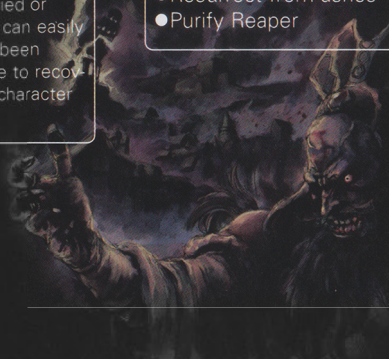 ied or
can easily
been
e to recov-
character
Resurrect from ashes
●Purify Reaper